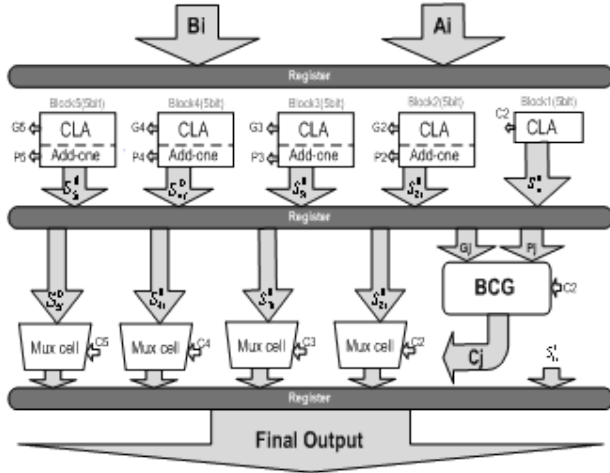 Bi
Ai
Register
Block5(5bit)
Block4(5bit)
Block3(5bit)
Block2(5bit)
Block1(5bit)
C2
G5
CLA
G4
CLA
G3
CLA
G2
CLA
CLA
P5
Add-one
P4
Add-one
P3
Add-one
P2
Add-one
Register
Gj
Pj
BCG
C2
Mux cell
C5
Mux cell
C4
Mux cell
C3
Mux cell
C2
Cj
Register
Final Output